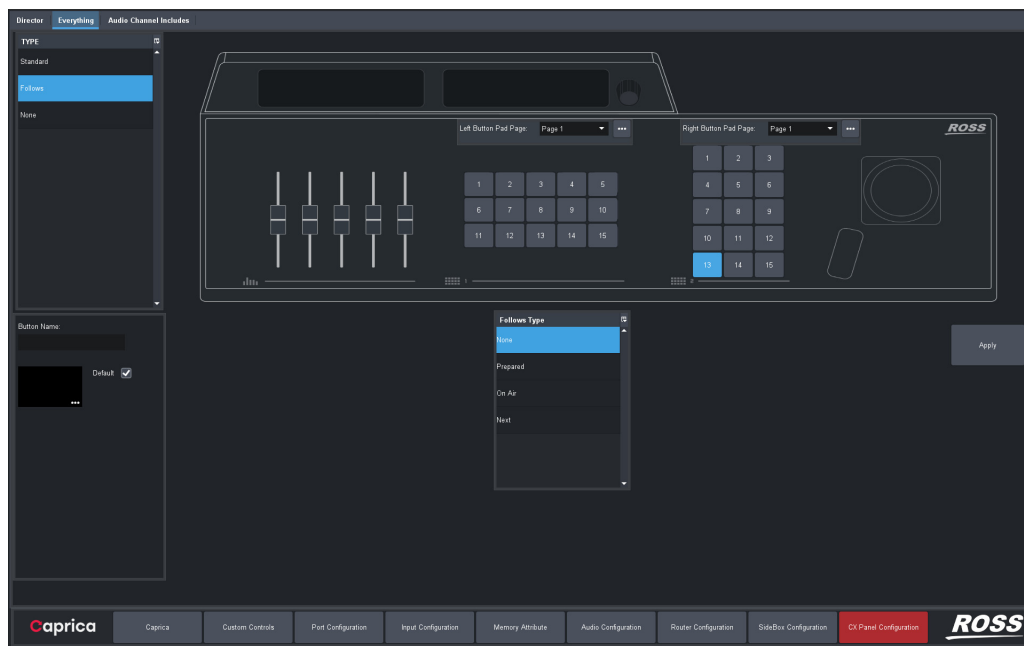 Director Everything Audio Channel Includes
TYPE
Standard
Follows
None
Left Button Pad Page: Page 1 •••
Right Button Pad Page: Page 1 •••
ROSS
1 2 3 4 5
6 7 8 9 10
11 12 13 14 15
1 2 3
4 5 6
7 8 9
10 11 12
13 14 15
1
2
Button Name:
Default
•••
Follows Type
None
Prepared
On Air
Next
Apply
Caprica Caprica Custom Controls Port Configuration Input Configuration Memory Attribute Audio Configuration Router Configuration SideBox Configuration CX Panel Configuration ROSS